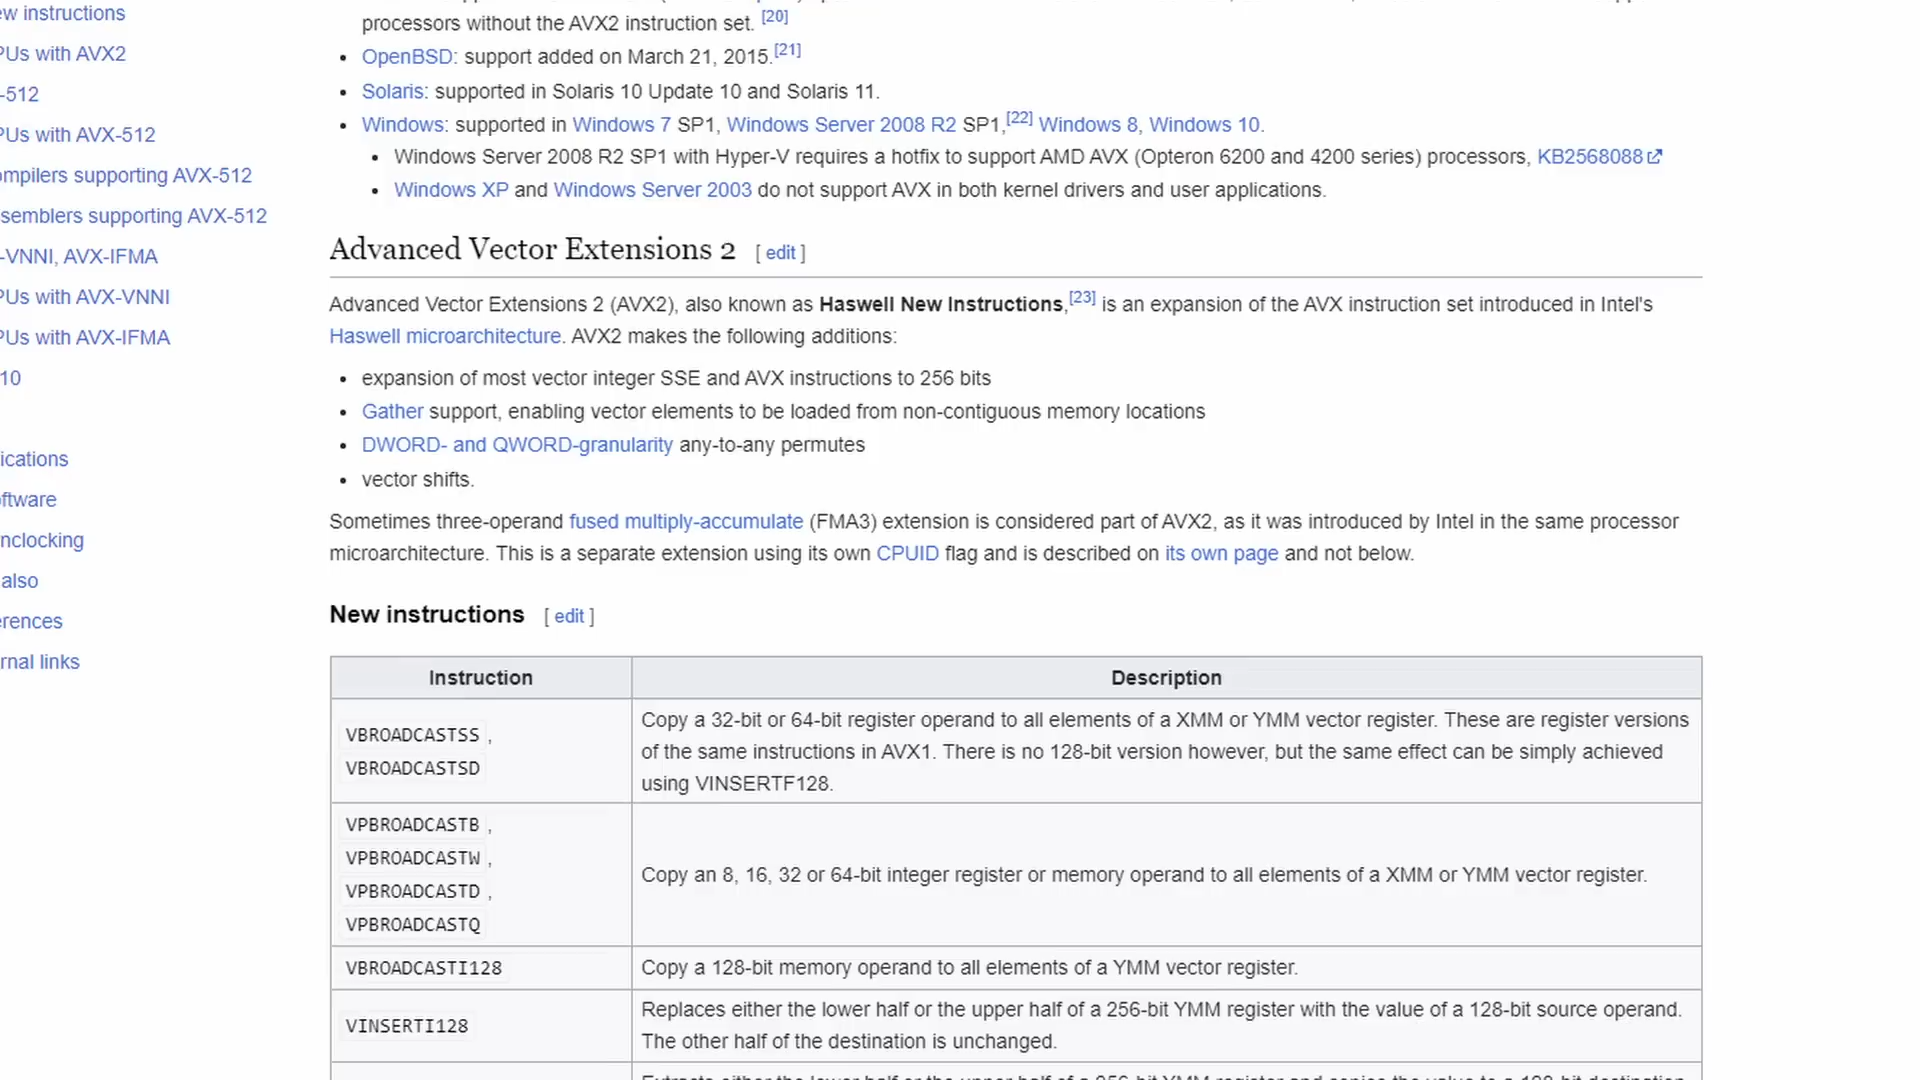 w instructions
PUs with AVX2
-512
PUs with AVX-512
ompilers supporting AVX-512
semblers supporting AVX-512
-VNNI, AVX-IFMA
PUs with AVX-VNNI
PUs with AVX-IFMA
10
ications
oftware
nclocking
also
erences
rnal links
processors without the AVX2 instruction set. [20]
• OpenBSD: support added on March 21, 2015.[21]
• Solaris: supported in Solaris 10 Update 10 and Solaris 11.
• Windows: supported in Windows 7 SP1, Windows Server 2008 R2 SP1,[22] Windows 8, Windows 10.
• Windows Server 2008 R2 SP1 with Hyper-V requires a hotfix to support AMD AVX (Opteron 6200 and 4200 series) processors, KB2568088
• Windows XP and Windows Server 2003 do not support AVX in both kernel drivers and user applications.
Advanced Vector Extensions 2 [ edit ]
Advanced Vector Extensions 2 (AVX2), also known as Haswell New Instructions,[23] is an expansion of the AVX instruction set introduced in Intel's
Haswell microarchitecture. AVX2 makes the following additions:
• expansion of most vector integer SSE and AVX instructions to 256 bits
• Gather support, enabling vector elements to be loaded from non-contiguous memory locations
• DWORD- and QWORD-granularity any-to-any permutes
• vector shifts.
Sometimes three-operand fused multiply-accumulate (FMA3) extension is considered part of AVX2, as it was introduced by Intel in the same processor
microarchitecture. This is a separate extension using its own CPUID flag and is described on its own page and not below.
New instructions [ edit ]
Instruction Description
VBROADCASTSS ,
VBROADCASTSD
Copy a 32-bit or 64-bit register operand to all elements of a XMM or YMM vector register. These are register versions
of the same instructions in AVX1. There is no 128-bit version however, but the same effect can be simply achieved
using VINSERTF128.
VPBROADCASTB ,
VPBROADCASTW ,
VPBROADCASTD ,
VPBROADCASTQ
Copy an 8, 16, 32 or 64-bit integer register or memory operand to all elements of a XMM or YMM vector register.
VBROADCASTI128
Copy a 128-bit memory operand to all elements of a YMM vector register.
VINSERTI128
Replaces either the lower half or the upper half of a 256-bit YMM register with the value of a 128-bit source operand.
The other half of the destination is unchanged.